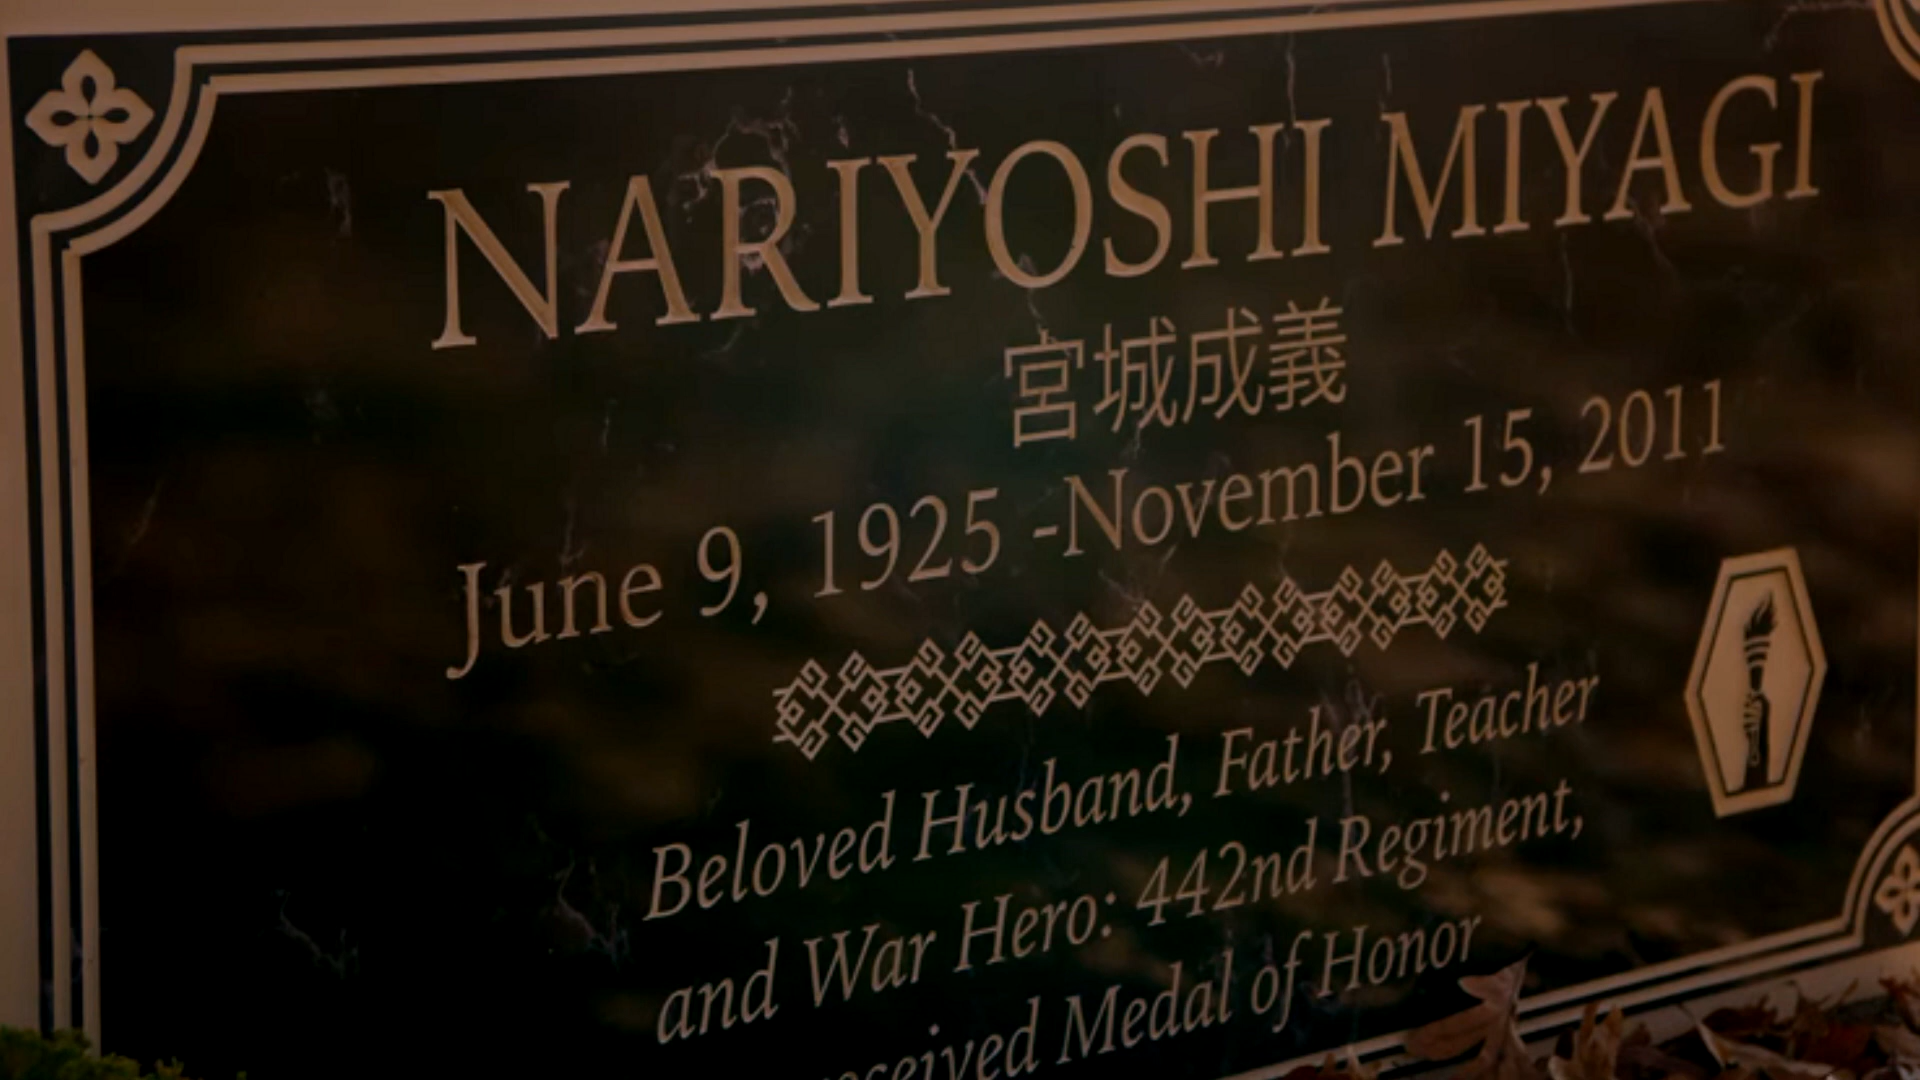 NARIYOSHI MIYAGI
宮城成義
June 9, 1925 -November 15, 2011
Beloved Husband, Father, Teacher
and War Hero: 442nd Regiment,
Medal of Honor